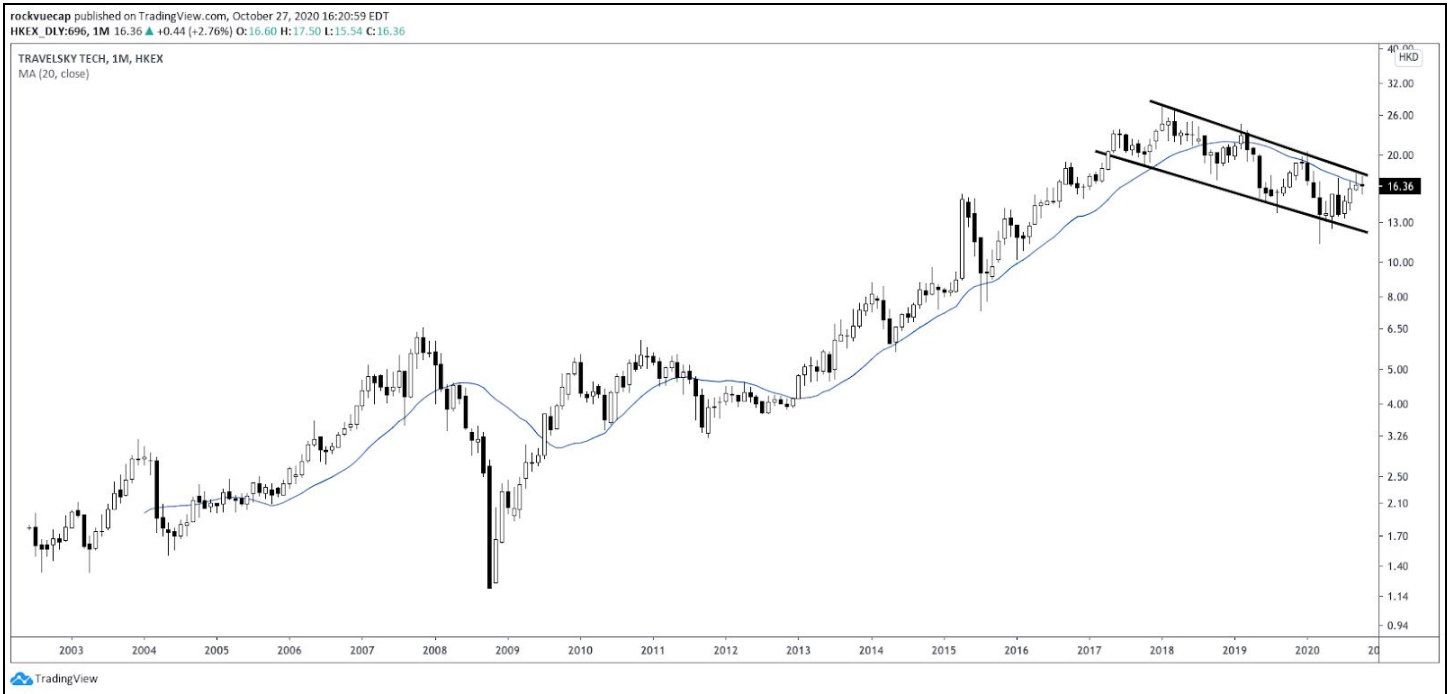 rockvuecap published on TradingView.com, October 27, 2020 16:20:59 EDT
HKEX_DLY:696, 1M 16.36 ▲ +0.44 (+2.76%) O:16.60 H:17.50 L:15.54 C:16.36
TRAVELSKY TECH, 1M, HKEX
MA (20, close)
40.00
HKD
32.00
26.00
20.00
16.36
13.00
10.00
8.00
6.50
5.00
4.00
3.26
2.50
2.10
1.70
1.40
1.14
0.94
2003 2004 2005 2006 2007 2008 2009 2010 2011 2012 2013 2014 2015 2016 2017 2018 2019 2020 20
TradingView